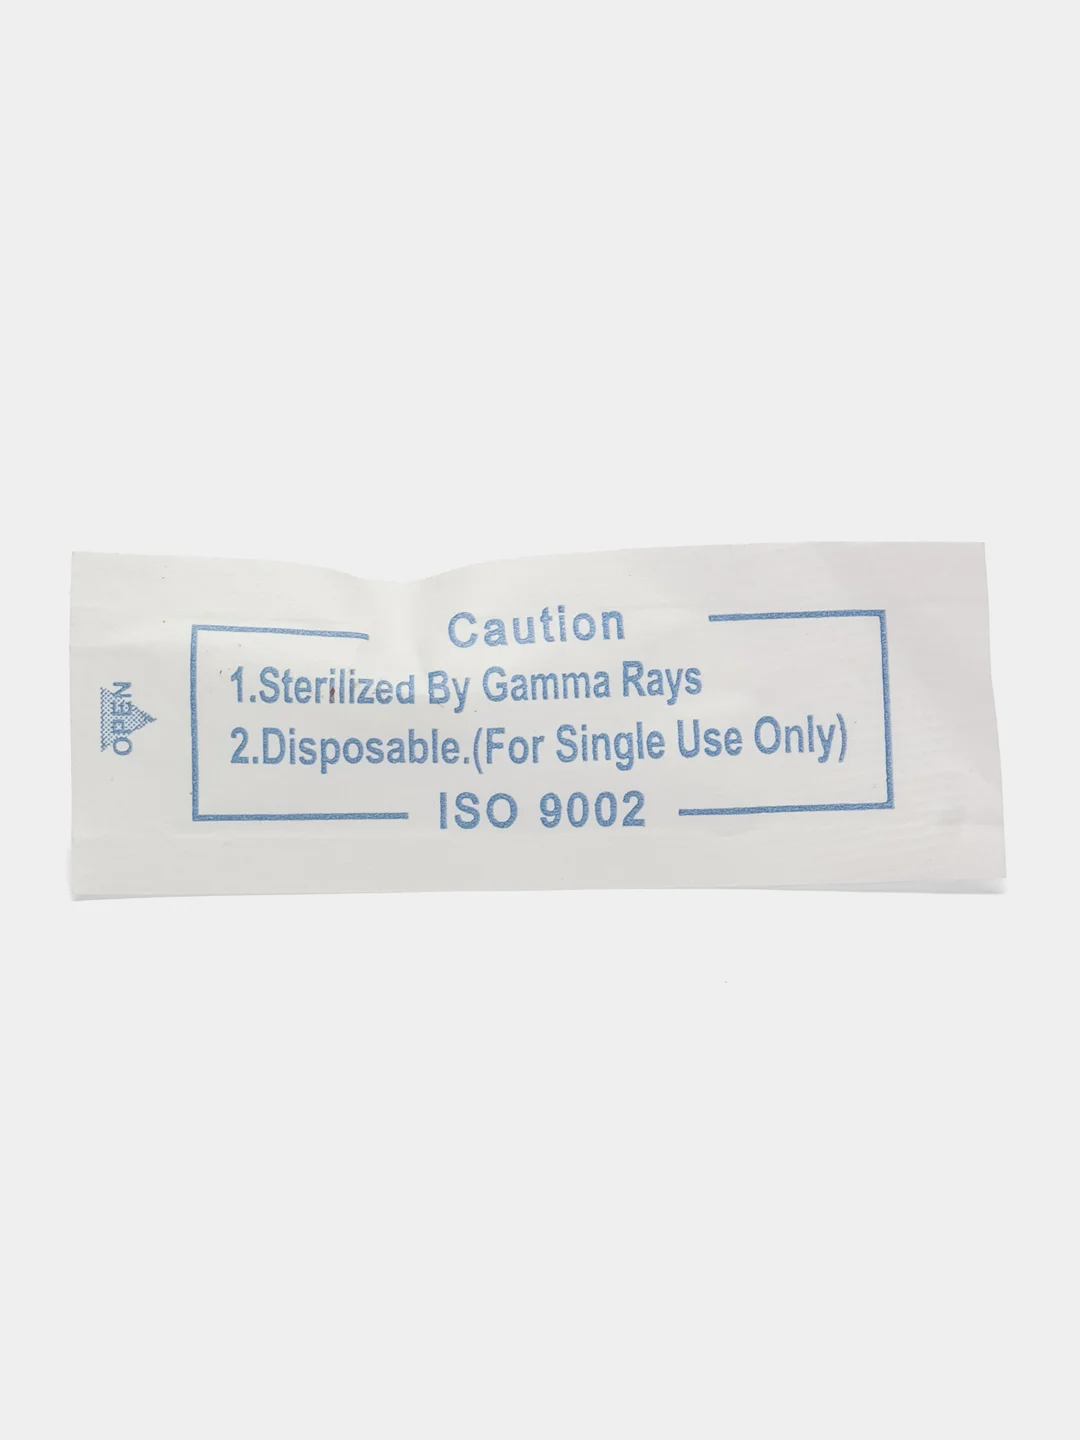 OPEN
Caution
1.Sterilized By Gamma Rays
2.Disposable.(For Single Use Only)
ISO 9002